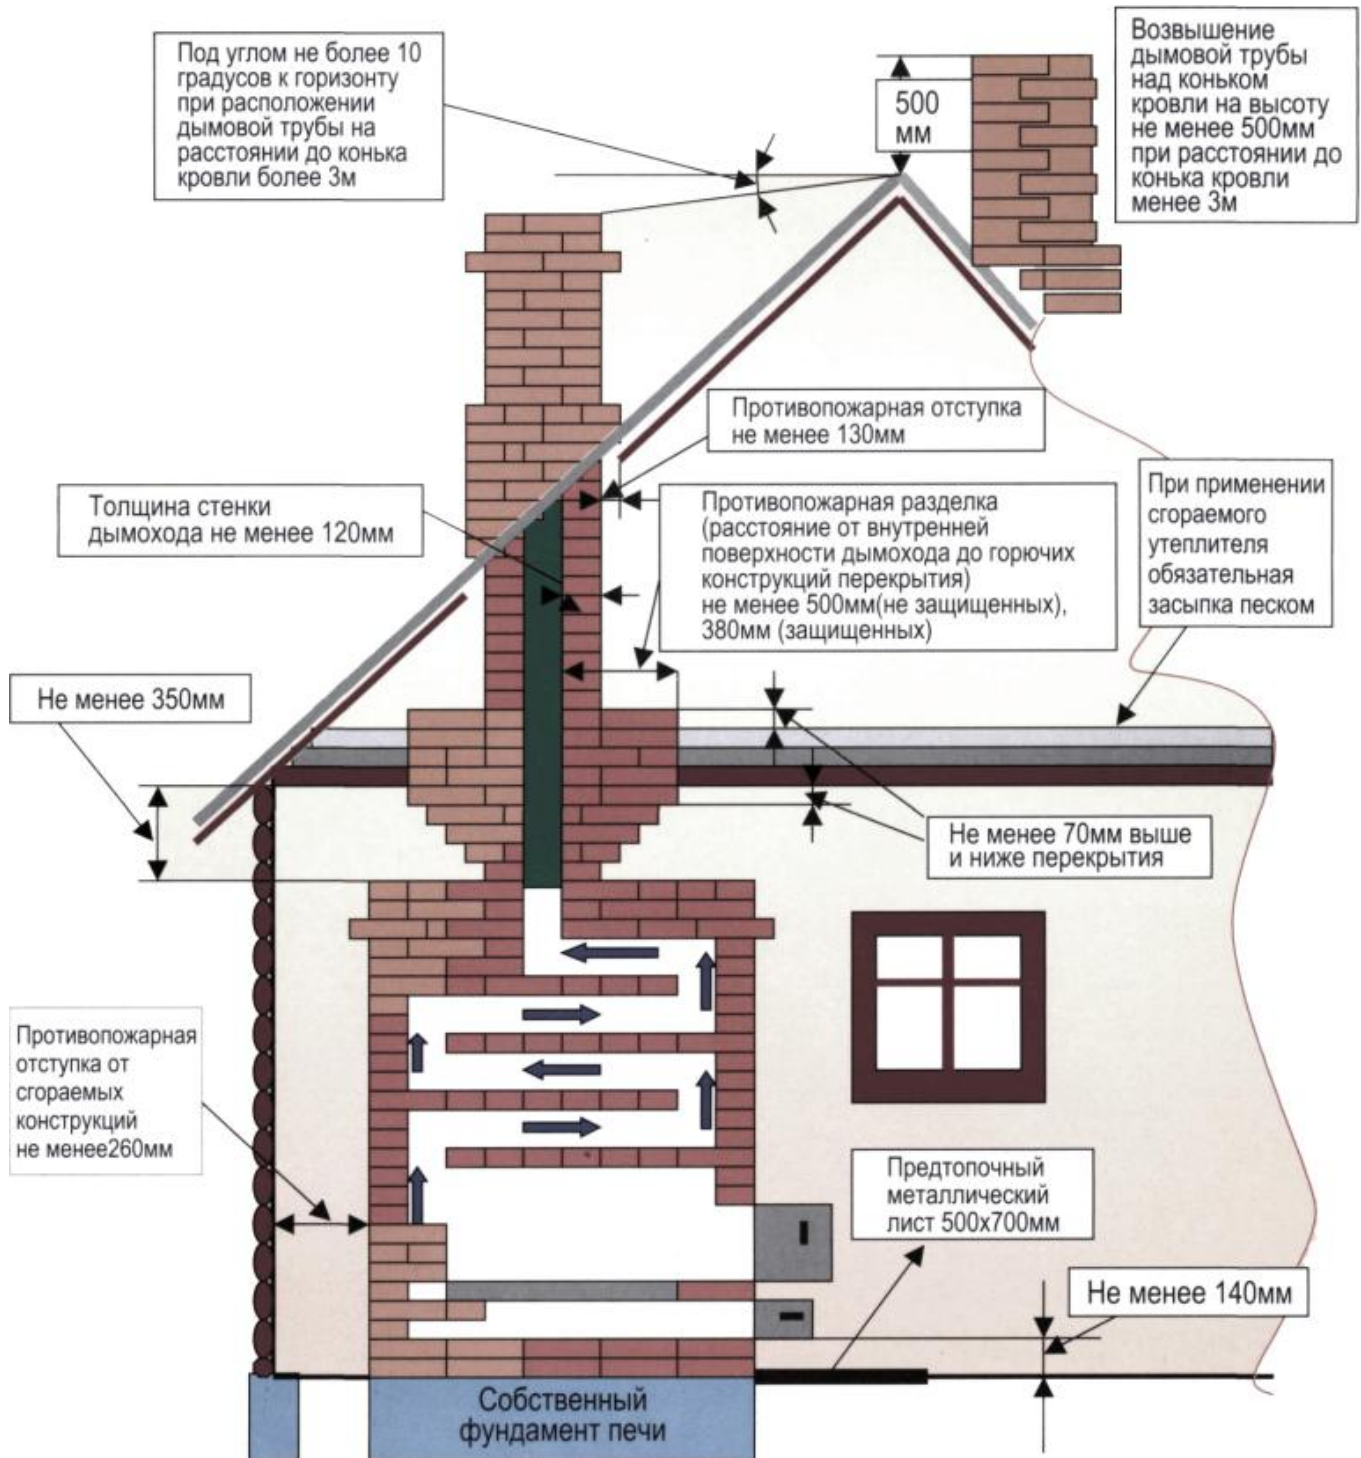 Под углом не более 10
градусов к горизонту
при расположении
дымовой трубы на
расстоянии до конька
кровли более 3м
500
мм
Возвышение
дымовой трубы
над коньком
кровли на высоту
не менее 500мм
при расстоянии до
конька кровли
менее 3м
Противопожарная отступка
не менее 130мм
Толщина стенки
дымохода не менее 120мм
Противопожарная разделка
(расстояние от внутренней
поверхности дымохода до горючих
конструкций перекрытия)
не менее 500мм(не защищенных),
380мм (защищенных)
При применении
сгораемого
утеплителя
обязательная
засыпка песком
Не менее 350мм
Не менее 70мм выше
и ниже перекрытия
Противопожарная
отступка от
сгораемых
конструкций
не менее260мм
Предтопочный
металлический
лист 500х700мм
Не менее 140мм
Собственный
фундамент печи